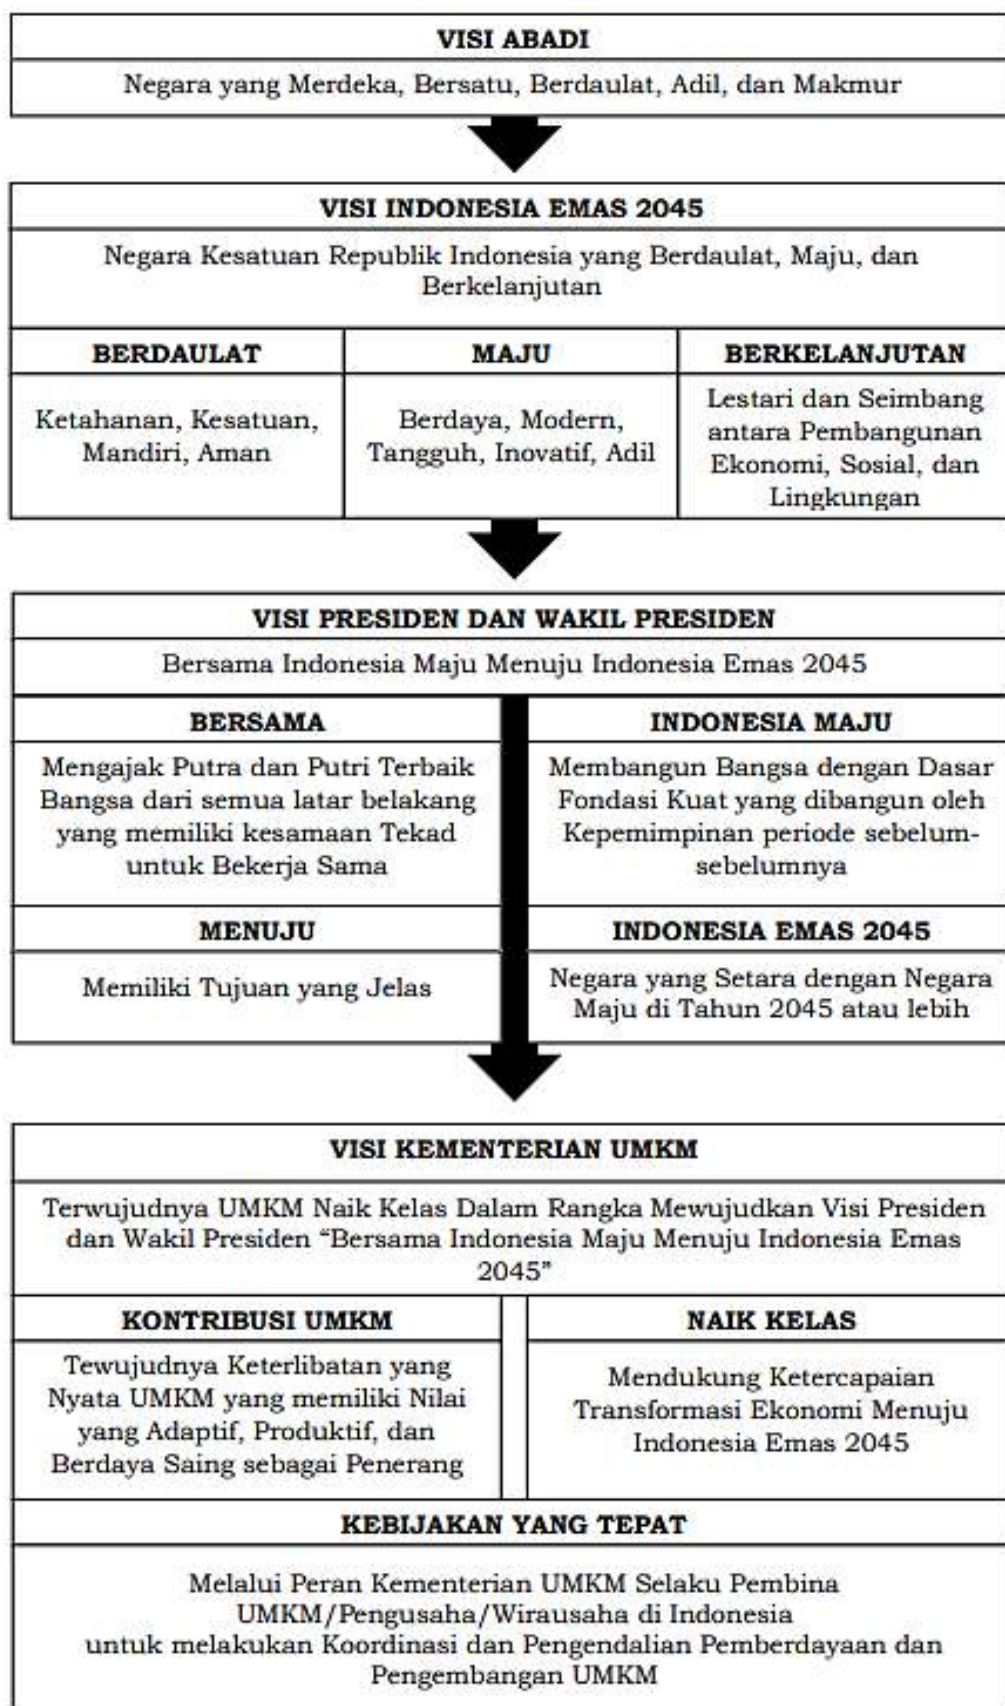 VISI ABADI
Negara yang Merdeka, Bersatu, Berdaulat, Adil, dan Makmur
VISI INDONESIA EMAS 2045
Negara Kesatuan Republik Indonesia yang Berdaulat, Maju, dan
Berkelanjutan
BERDAULAT
Ketahanan, Kesatuan,
Mandiri, Aman
MAJU
Berdaya, Modern,
Tangguh, Inovatif, Adil
BERKELANJUTAN
Lestari dan Seimbang
antara Pembangunan
Ekonomi, Sosial, dan
Lingkungan
VISI PRESIDEN DAN WAKIL PRESIDEN
Bersama Indonesia Maju Menuju Indonesia Emas 2045
BERSAMA
Mengajak Putra dan Putri Terbaik
Bangsa dari semua latar belakang
yang memiliki kesamaan Tekad
untuk Bekerja Sama
INDONESIA MAJU
Membangun Bangsa dengan Dasar
Fondasi Kuat yang dibangun oleh
Kepemimpinan periode sebelum-
sebelumnya
MENUJU
Memiliki Tujuan yang Jelas
INDONESIA EMAS 2045
Negara yang Setara dengan Negara
Maju di Tahun 2045 atau lebih
VISI KEMENTERIAN UMKM
Terwujudnya UMKM Naik Kelas Dalam Rangka Mewujudkan Visi Presiden
dan Wakil Presiden “Bersama Indonesia Maju Menuju Indonesia Emas
2045”
KONTRIBUSI UMKM
Tewujudnya Keterlibatan yang
Nyata UMKM yang memiliki Nilai
yang Adaptif, Produktif, dan
Berdaya Saing sebagai Penerang
NAIK KELAS
Mendukung Ketercapaian
Transformasi Ekonomi Menuju
Indonesia Emas 2045
KEBIJAKAN YANG TEPAT
Melalui Peran Kementerian UMKM Selaku Pembina
UMKM/Pengusaha/Wirausaha di Indonesia
untuk melakukan Koordinasi dan Pengendalian Pemberdayaan dan
Pengembangan UMKM